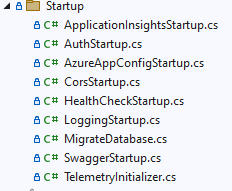 Startup
C# ApplicationInsightsStartup.cs
C# AuthStartup.cs
C# AzureAppConfigStartup.cs
C# CorsStartup.cs
C# HealthCheckStartup.cs
C# LoggingStartup.cs
C# MigrateDatabase.cs
C# SwaggerStartup.cs
C# TelemetryInitializer.cs